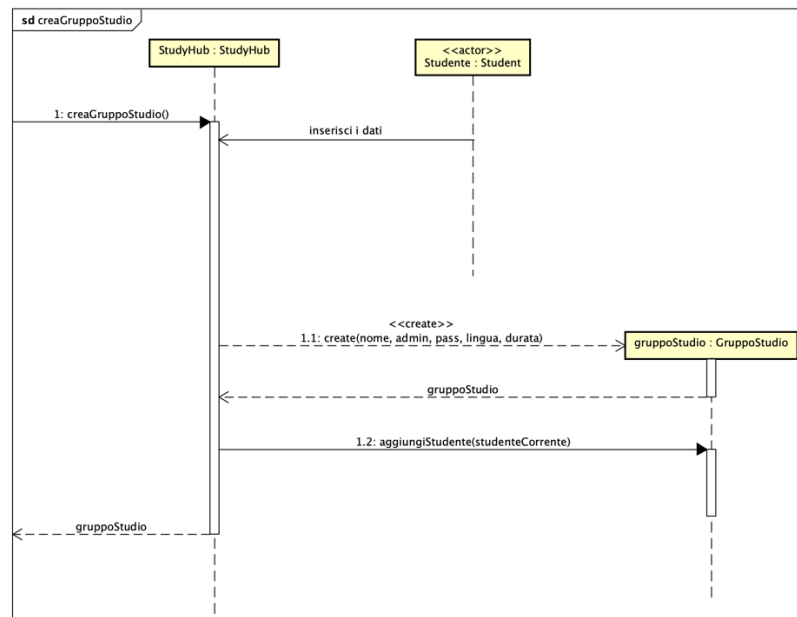 sd creaGruppoStudio
StudyHub : StudyHub
<<actor>>
Studente : Student
1: creaGruppoStudio()
inserisci i dati
<<create>>
1.1: create(nome, admin, pass, lingua, durata)
gruppoStudio : GruppoStudio
gruppoStudio
1.2: aggiungiStudente(studenteCorrente)
gruppoStudio